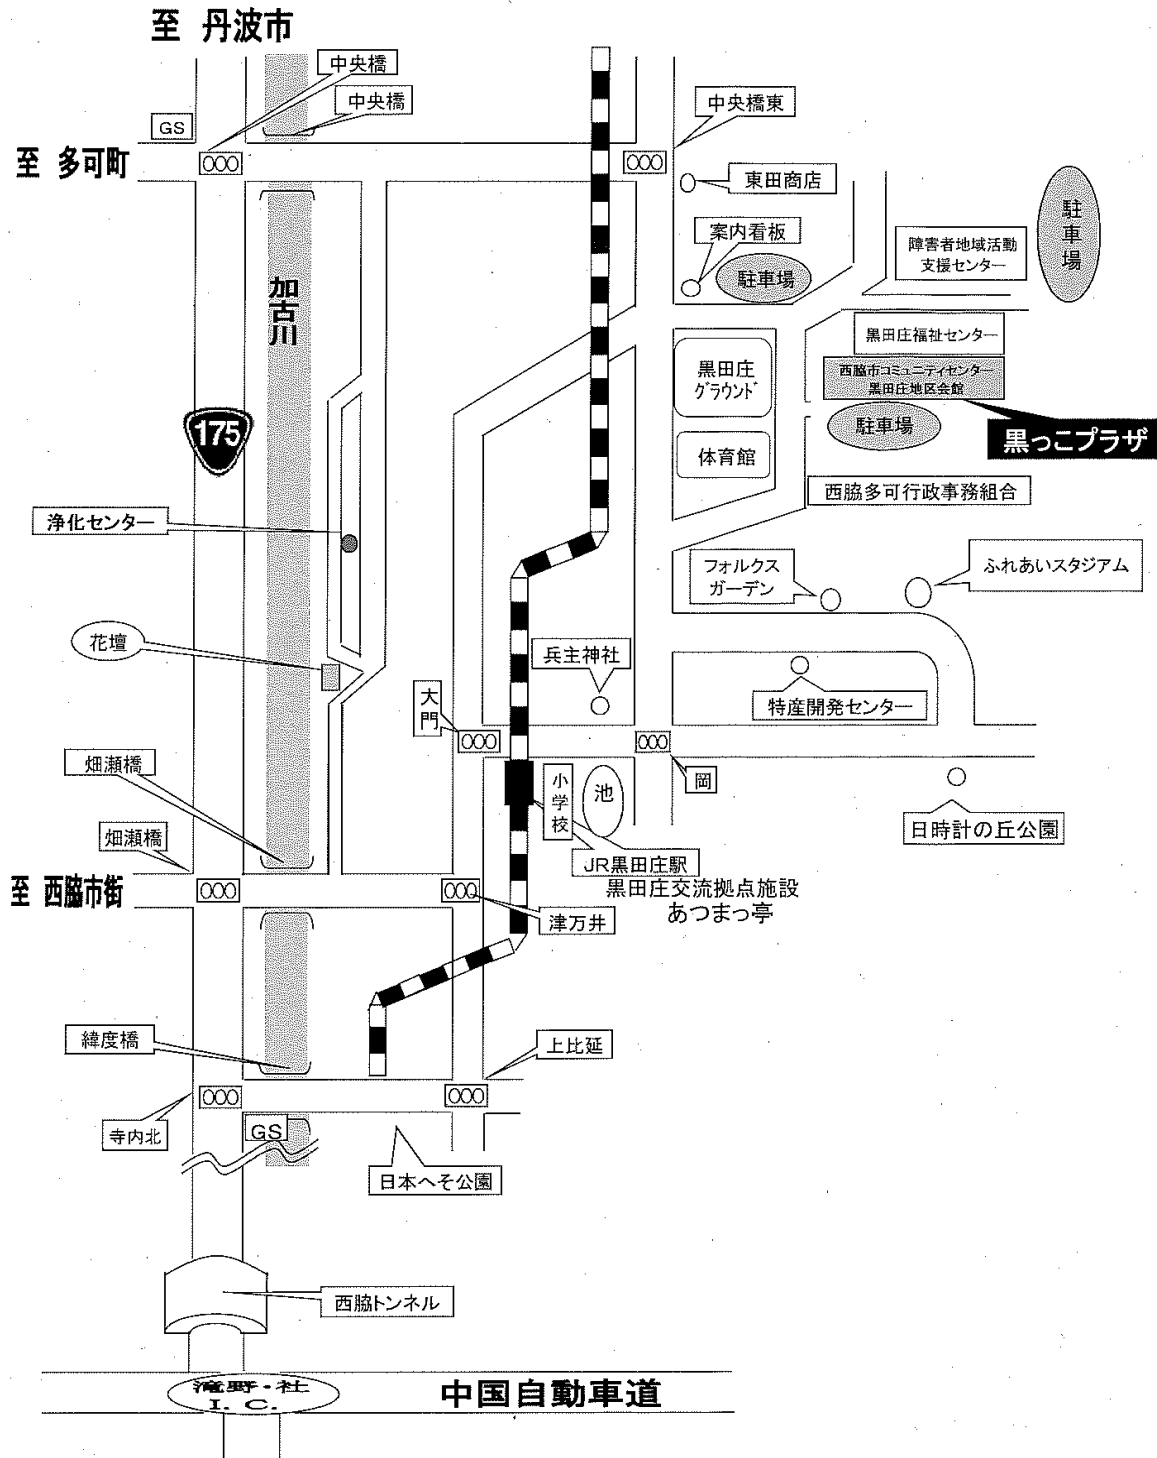 至 丹波市
中央橋
中央橋
中央橋東
GS
至 多可町
東田商店
案内看板
駐車場
障害者地域活動
支援センター
駐車場
加古川
黒田庄福祉センター
黒田庄
グラウンド
西脇市コミュニティセンター
黒田庄地区会館
175
駐車場
黒っこプラザ
体育館
西脇多可行政事務組合
浄化センター
フォルクス
ガーデン
ふれあいスタジアム
花壇
兵主神社
大門
特産開発センター
畑瀬橋
小学校
池
岡
畑瀬橋
日時計の丘公園
JR黒田庄駅
至 西脇市街
黒田庄交流拠点施設
あつまっ亭
津万井
緯度橋
上比延
寺内北
GS
日本へそ公園
西脇トンネル
滝野・社
I. C.
中国自動車道